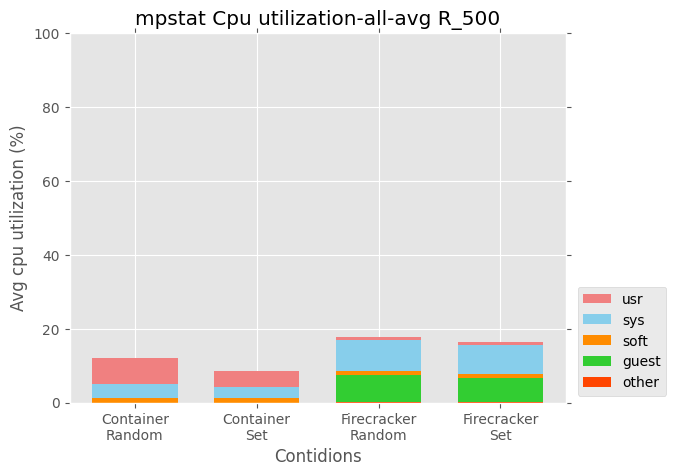 mpstat Cpu utilization-all-avg R_500
Avg cpu utilization (%)
100
80
60
40
20
0
Container
Random
Container
Set
Firecracker
Random
Firecracker
Set
Contidions
usr
sys
soft
guest
other